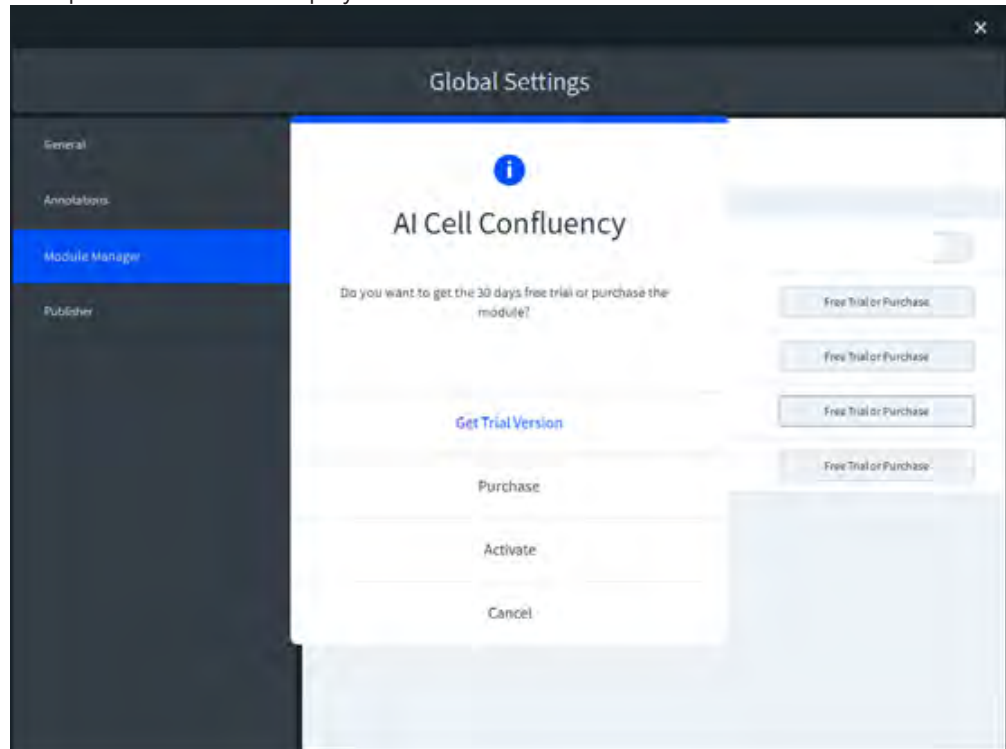 ×
Global Settings
General
Annotations
Module Manager
Publisher
i
AI Cell Confluency
Do you want to get the 30 days free trial or purchase the
module?
Get Trial Version
Purchase
Activate
Cancel
Free Trial or Purchase
Free Trial or Purchase
Free Trial or Purchase
Free Trial or Purchase